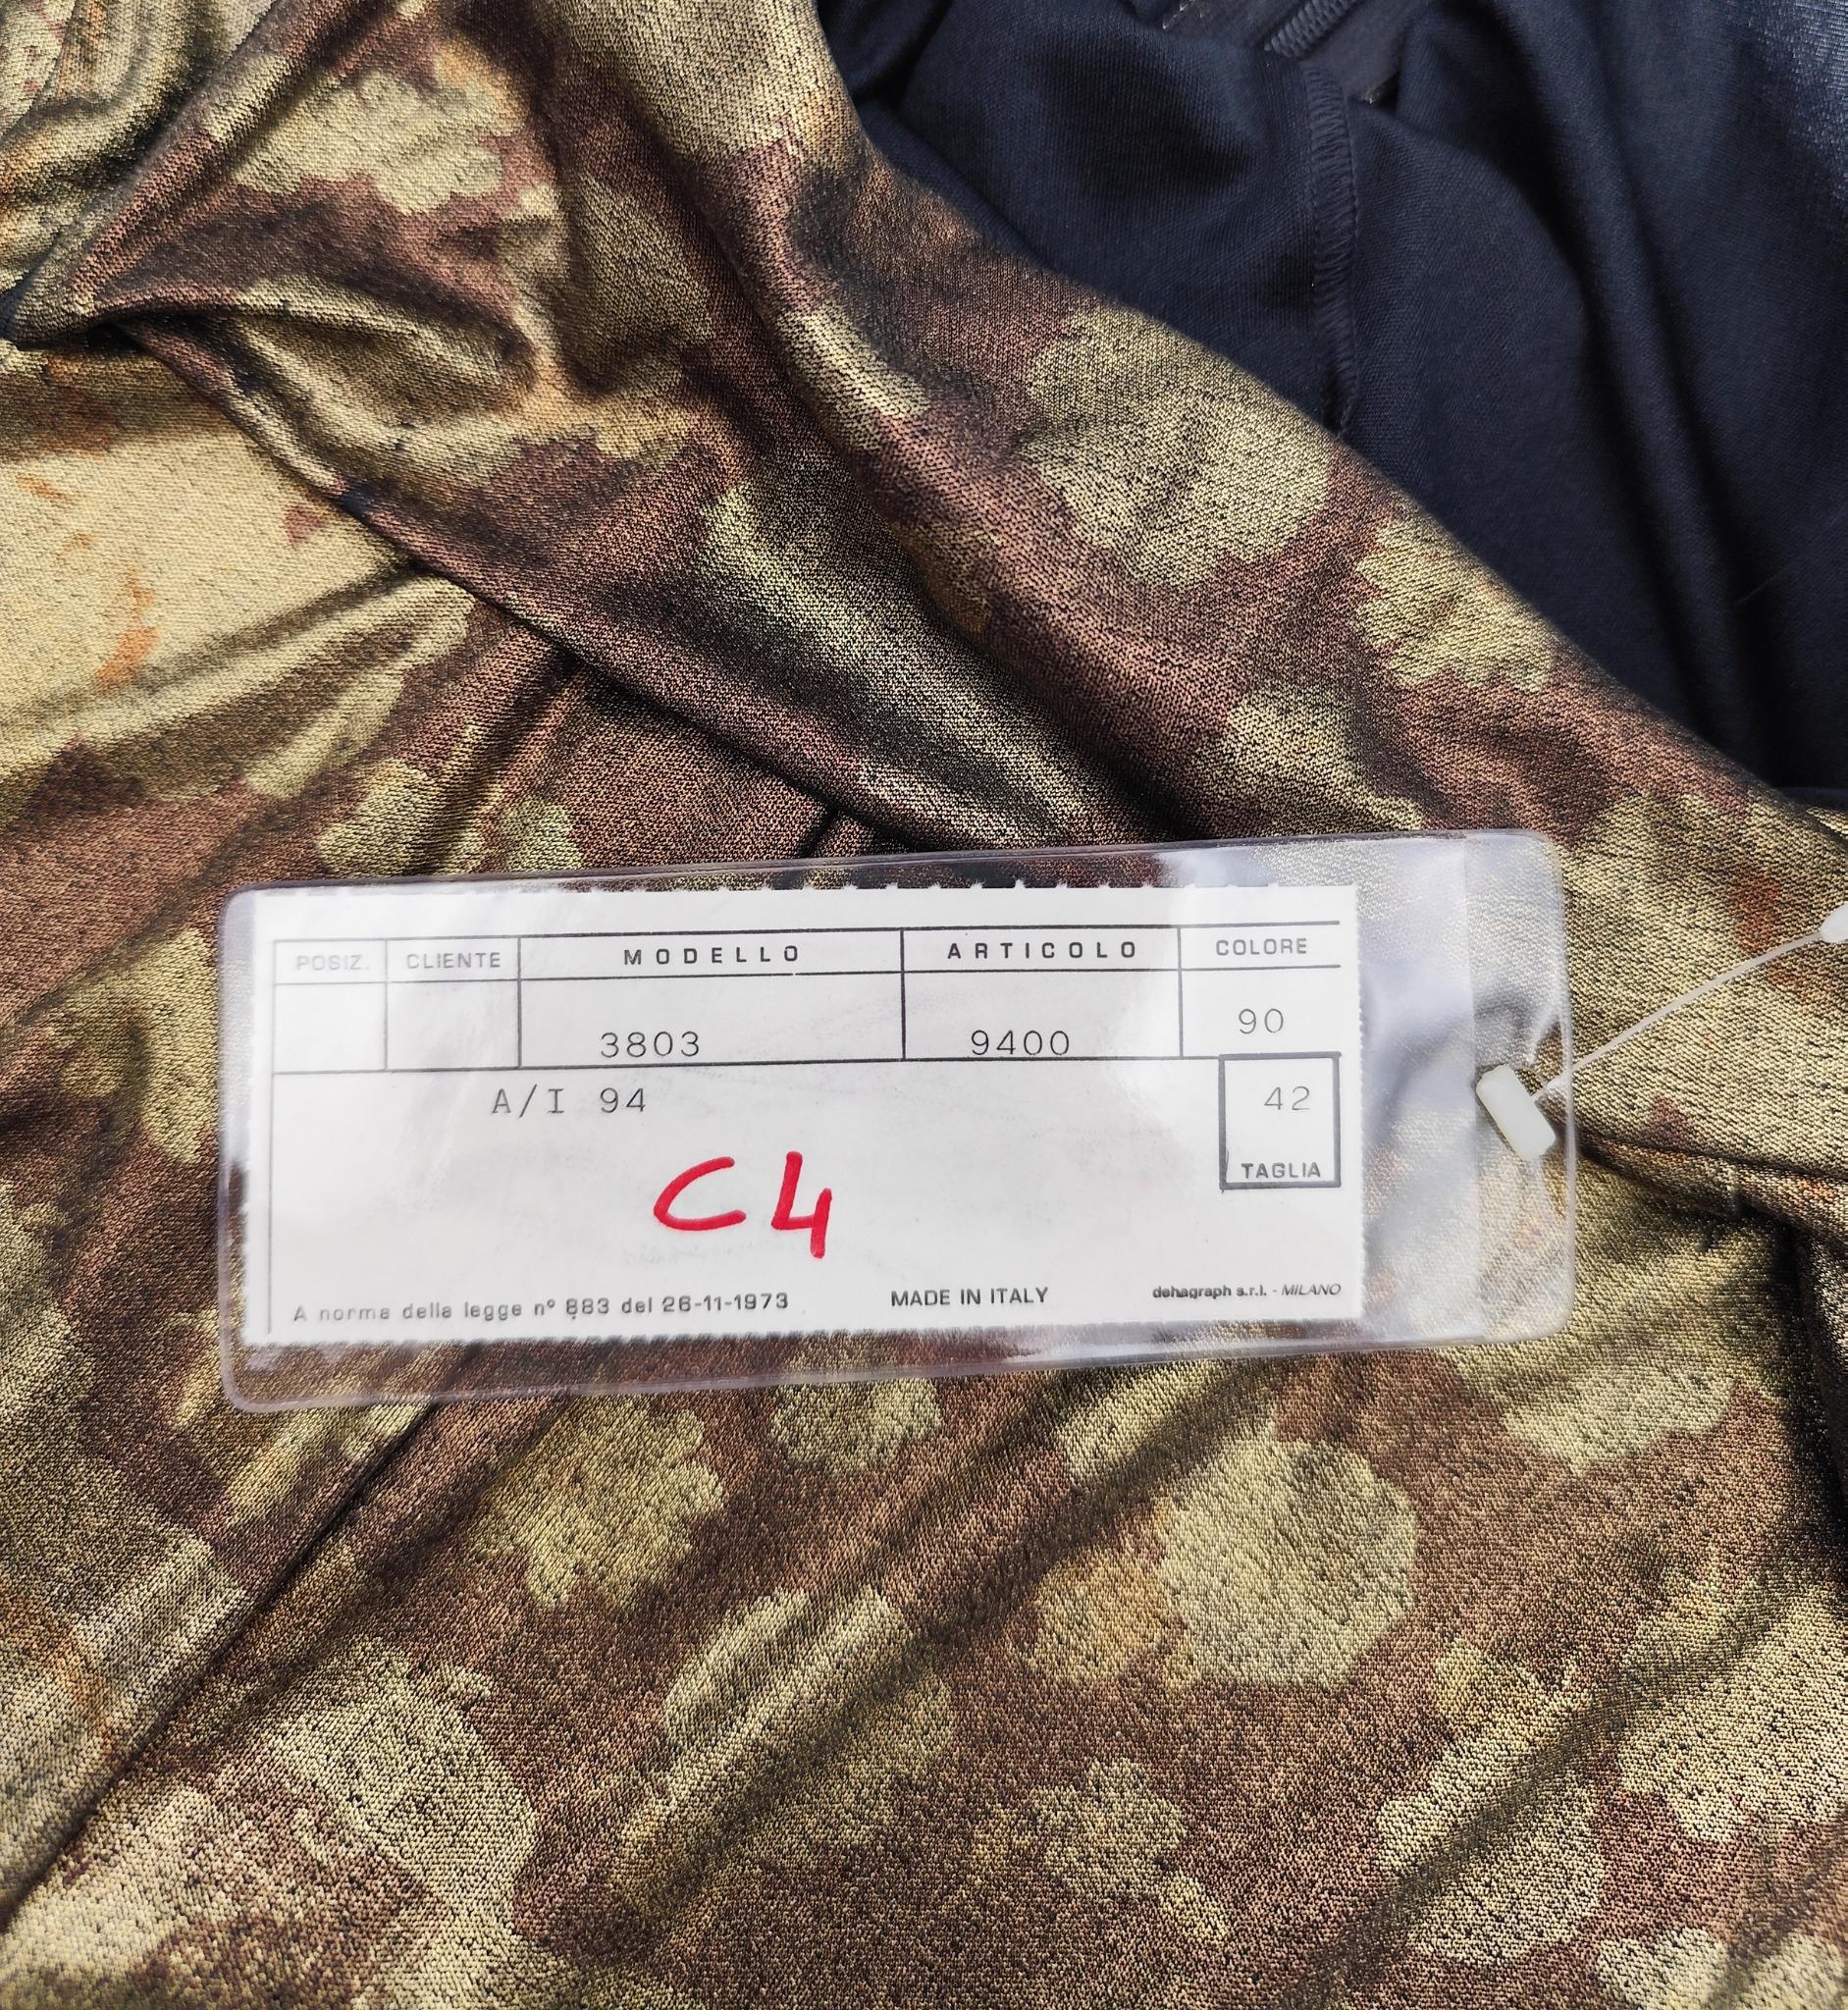 POSIZ. CLIENTE MODELLO ARTICOLO COLORE
3803 9400 90
A/I 94 42
C4 TAGLIA
A norma della legge nº 883 del 26-11-1973 MADE IN ITALY dehagraph s.r.l. - MILANO